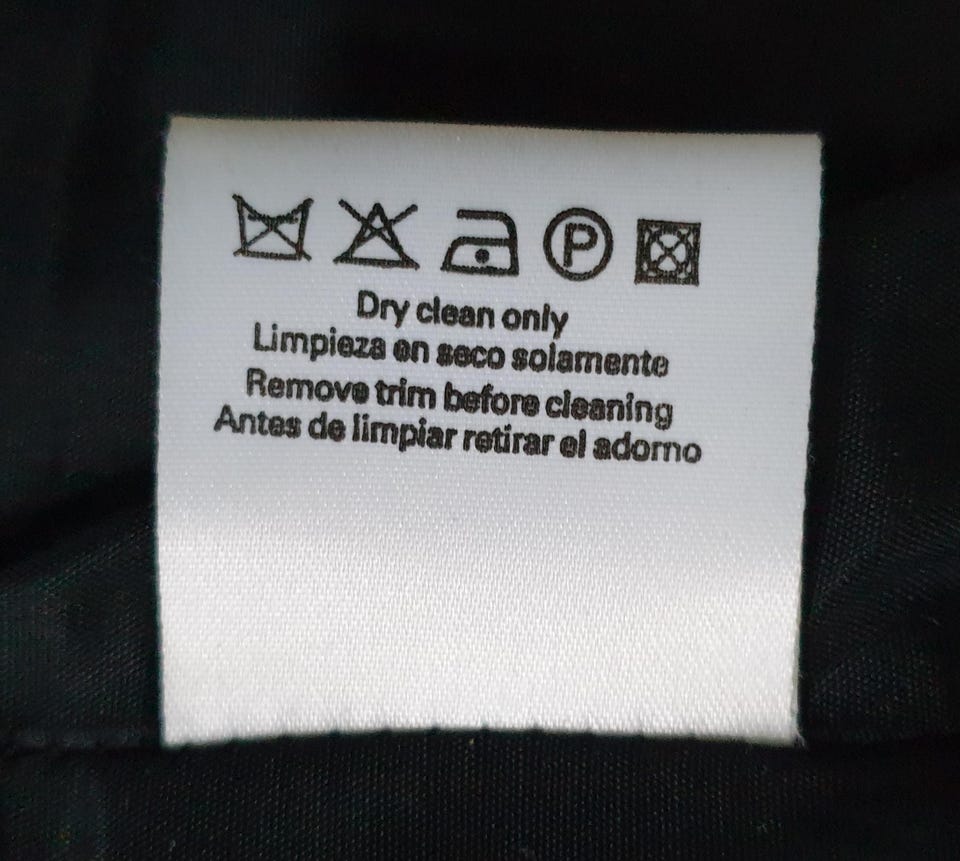 P
Dry clean only
Limpieza en seco solamente
Remove trim before cleaning
Antes de limpiar retirar el adorno